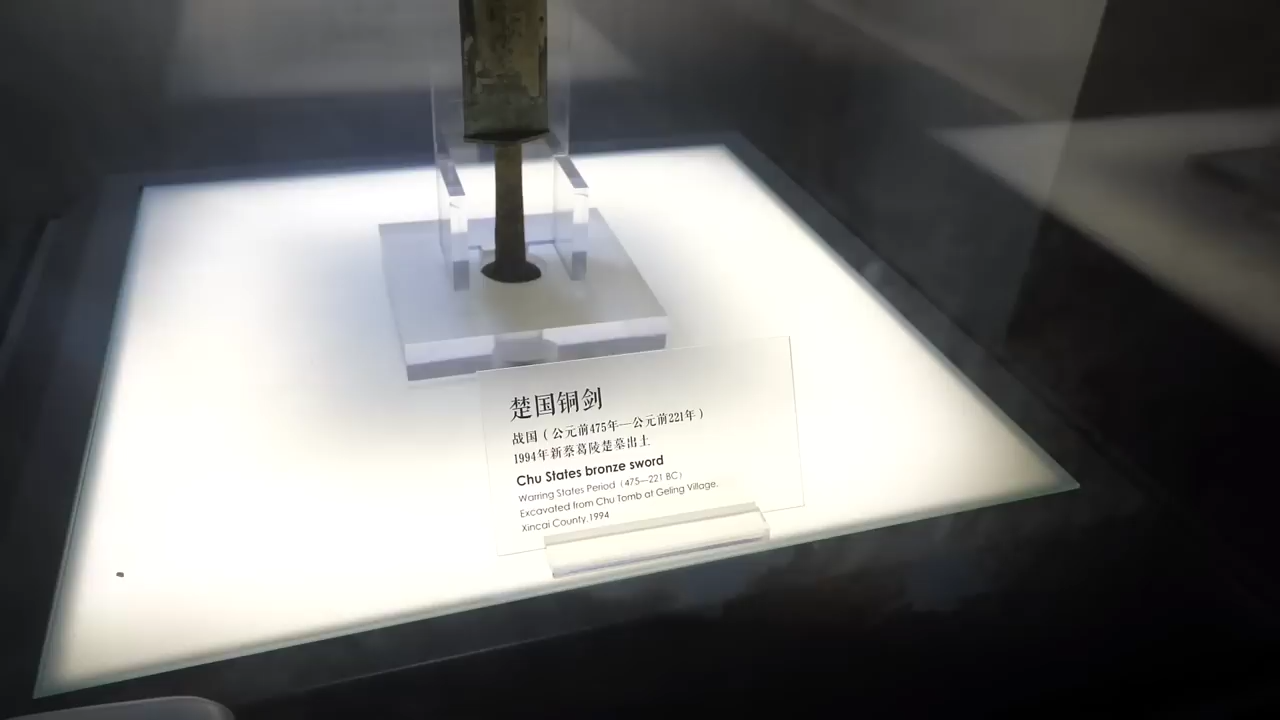 楚国铜剑
战国（公元前475年—公元前221年）
1994年新蔡葛陵楚墓出土
Chu States bronze sword
Warring States Period（475—221 BC）
Excavated from Chu Tomb at Geling Village,
Xincai County,1994